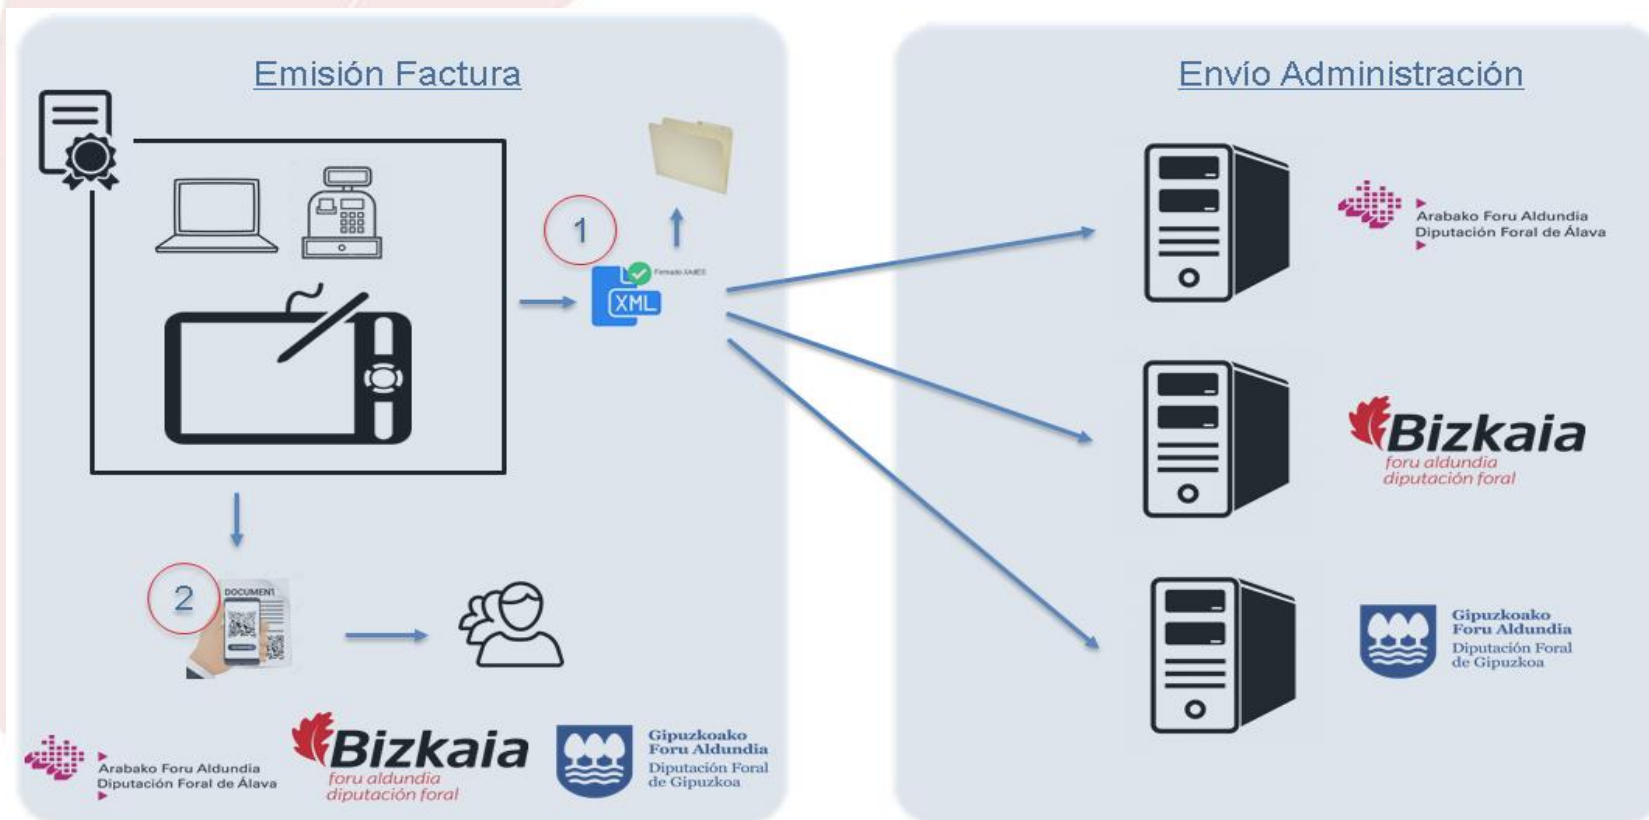 Emisión Factura
1
Firmado XAdES
XML
2
DOCUMENT
Arabako Foru Aldundia
Diputación Foral de Álava
Bizkaia
foru aldundia
diputación foral
Gipuzkoako
Foru Aldundia
Diputación Foral
de Gipuzkoa
Envío Administración
Arabako Foru Aldundia
Diputación Foral de Álava
Bizkaia
foru aldundia
diputación foral
Gipuzkoako
Foru Aldundia
Diputación Foral
de Gipuzkoa